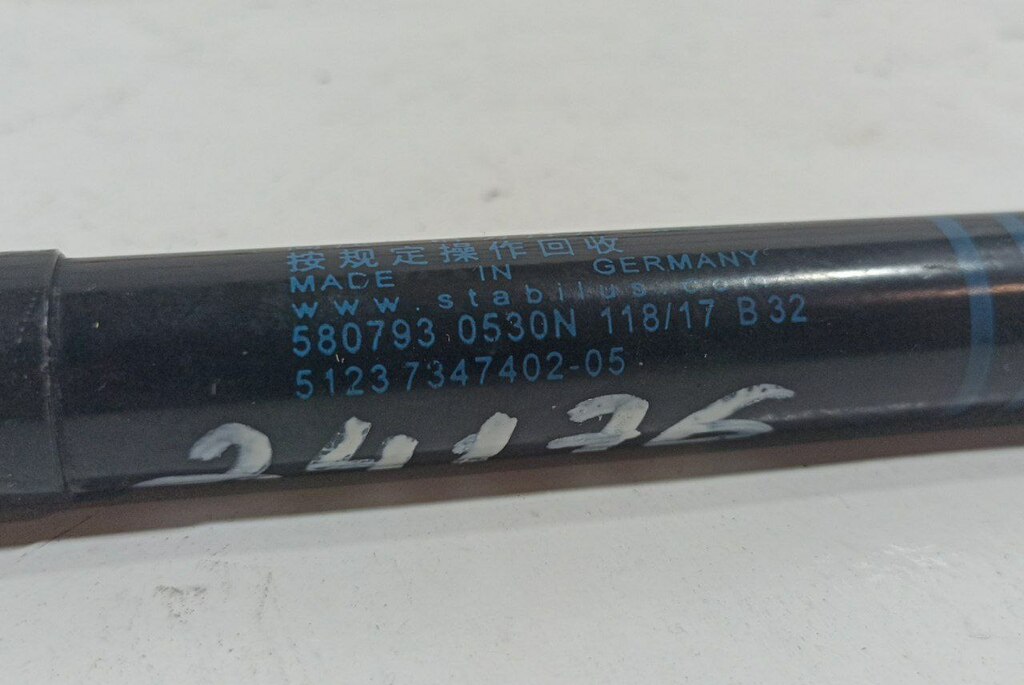 按规定操作回收
MADE IN GERMANY
www.stabilus.com
580793 0530N 118/17 B32
5123 7347402-05
24136